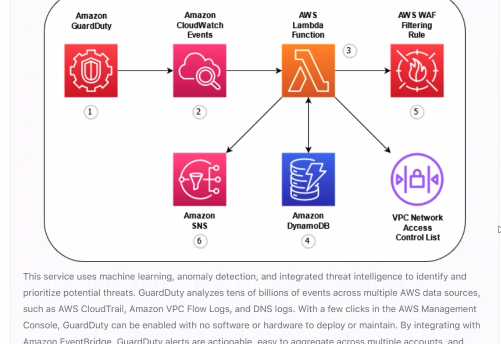 Amazon
GuardDuty
Amazon
CloudWatch
Events
AWS
Lambda
Function
AWS WAF
Filtering
Rule
3
1
2
5
Amazon
SNS
6
Amazon
DynamoDB
4
VPC Network
Access
Control List
This service uses machine learning, anomaly detection, and integrated threat intelligence to identify and
prioritize potential threats. GuardDuty analyzes tens of billions of events across multiple AWS data sources,
such as AWS CloudTrail, Amazon VPC Flow Logs, and DNS logs. With a few clicks in the AWS Management
Console, GuardDuty can be enabled with no software or hardware to deploy or maintain. By integrating with
Amazon EventBridge, GuardDuty alerts are actionable, easy to aggregate across multiple accounts, and